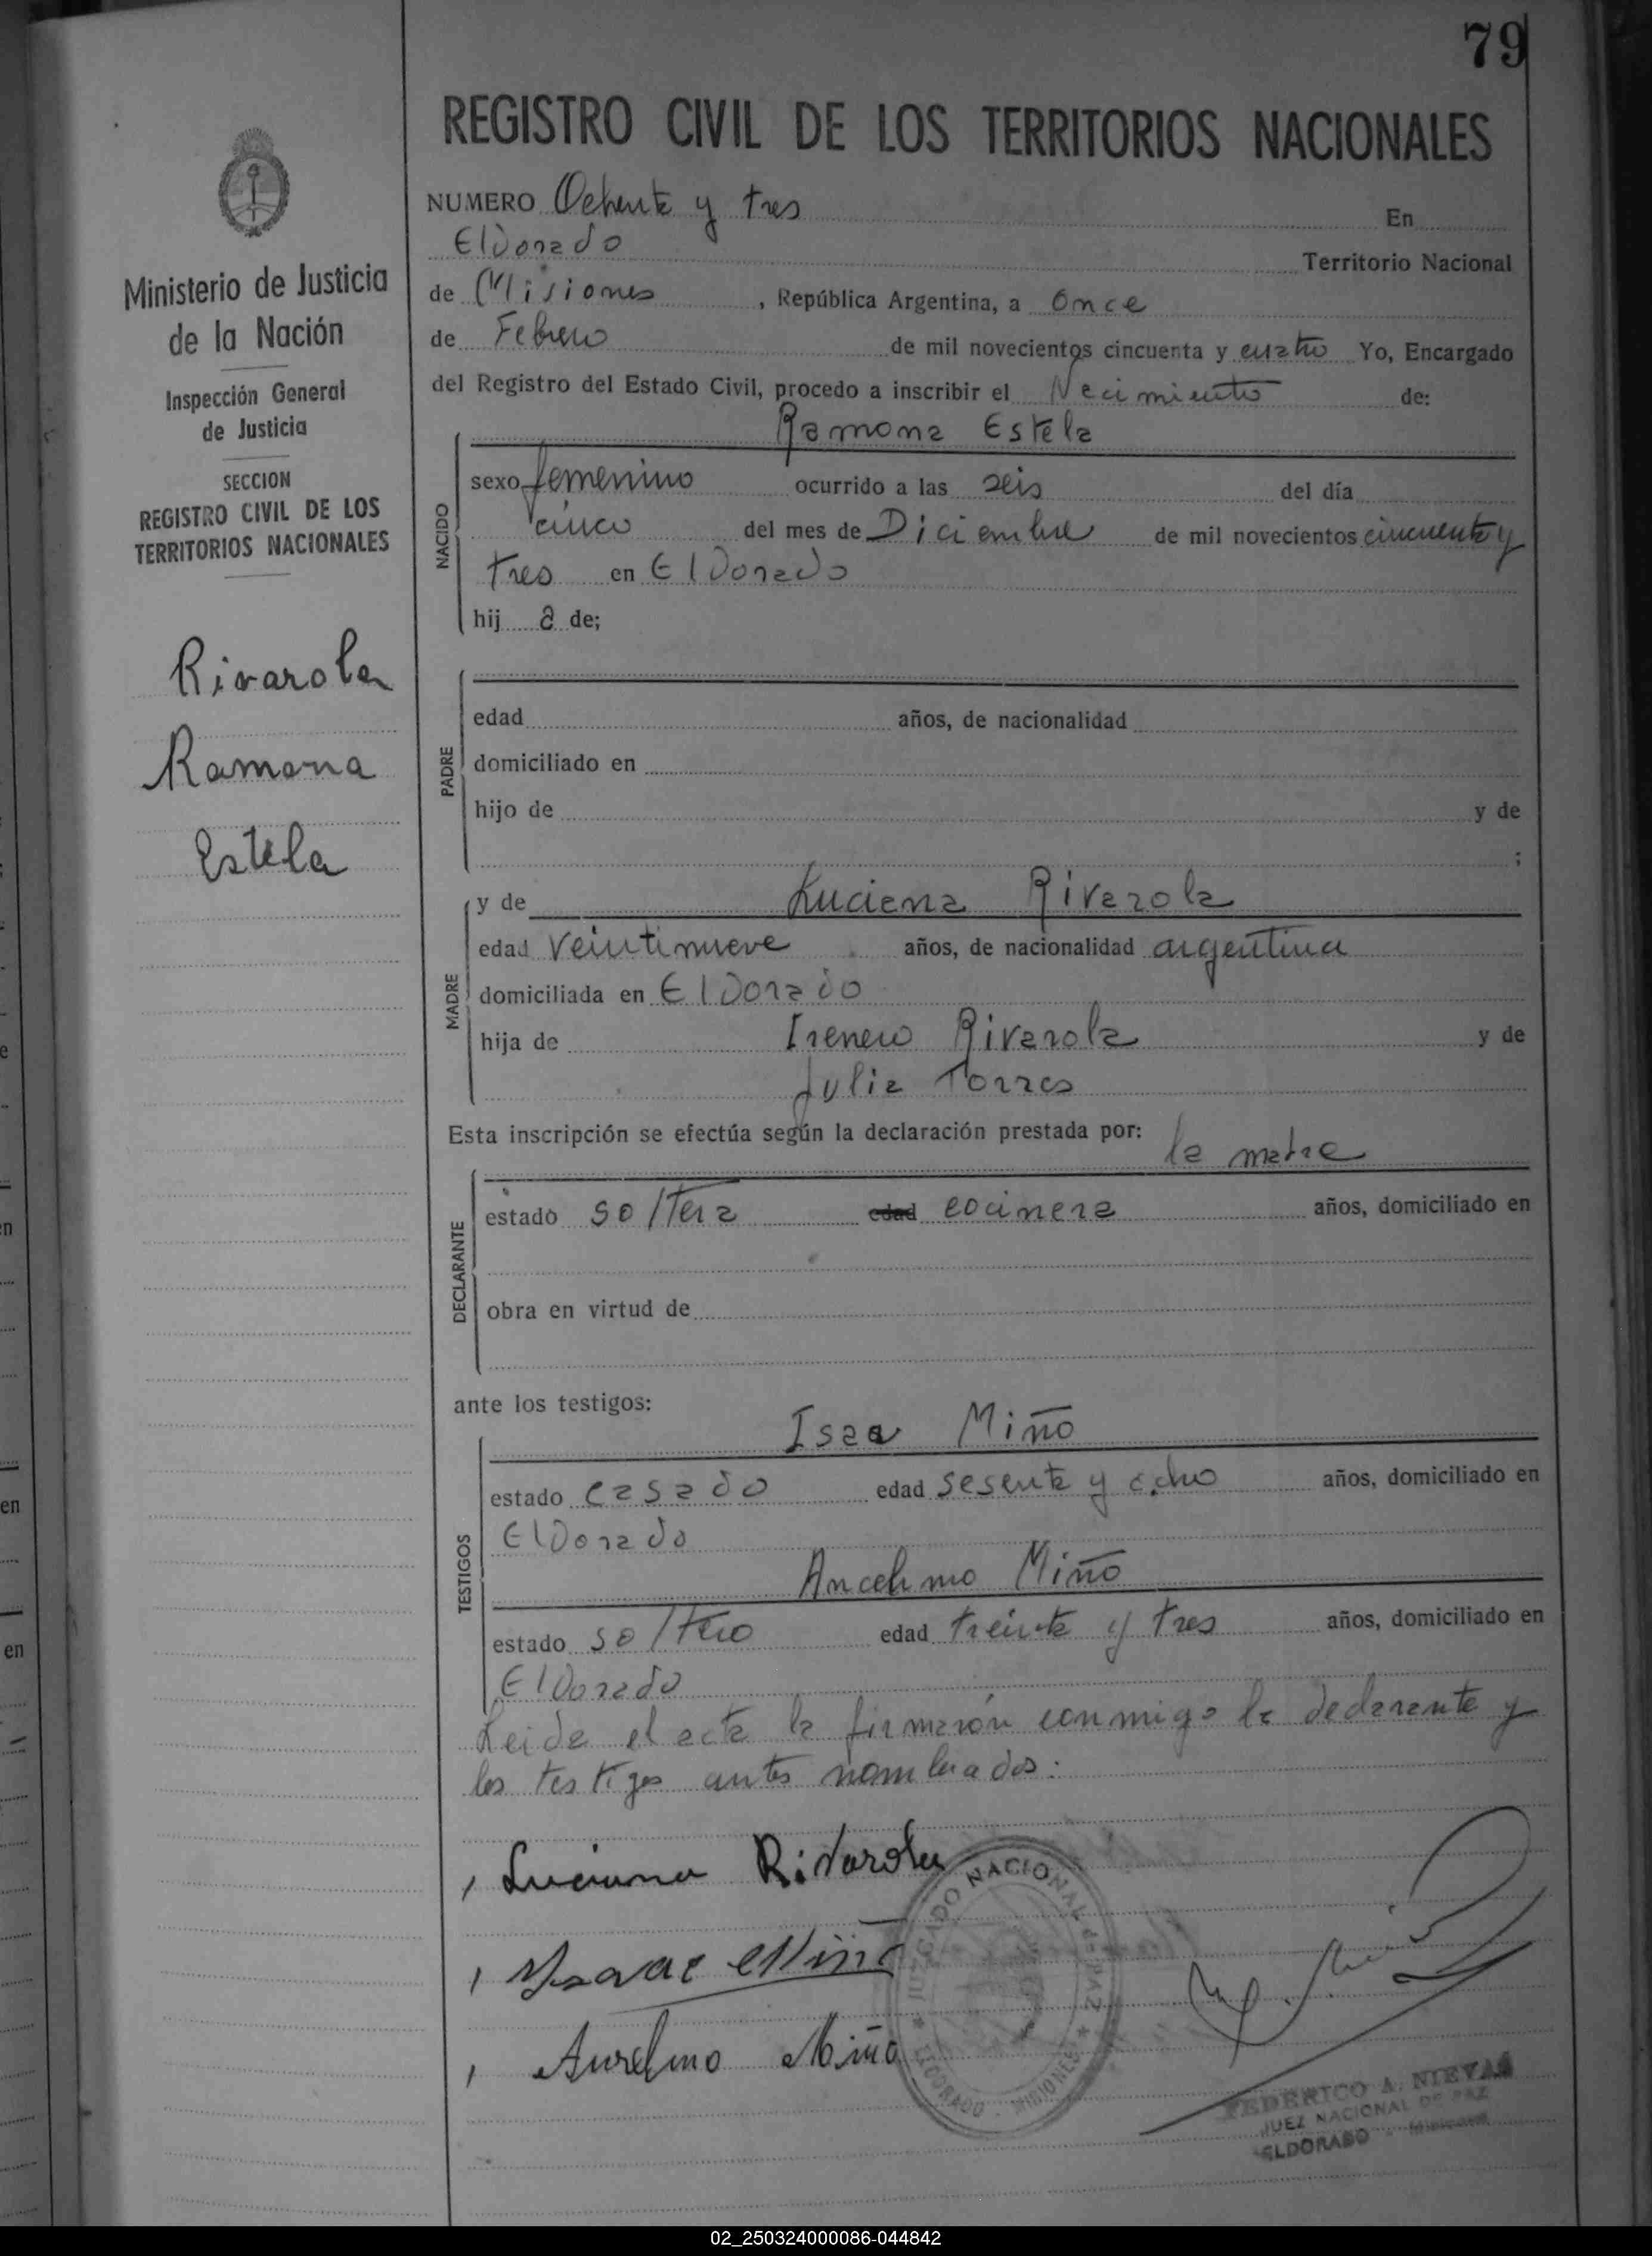 79
REGISTRO CIVIL DE LOS TERRITORIOS NACIONALES
Ministerio de Justicia
de la Nación
Inspección General
de Justicia
SECCION
REGISTRO CIVIL DE LOS
TERRITORIOS NACIONALES
Rivarola
Ramona
Estela
NUMERO Ochenta y tres En
ElDorado Territorio Nacional
de Misiones, República Argentina, a Once
de Febrero de mil novecientos cincuenta y cuatro Yo, Encargado
del Registro del Estado Civil, procedo a inscribir el Nacimiento de:
Ramona Estela
NACIDO
sexo femenino ocurrido a las seis del día
cinco del mes de Diciembre de mil novecientos cincuenta y
tres en ElDorado
hij a de;
PADRE
edad años, de nacionalidad
domiciliado en
hijo de y de
;
MADRE
y de Luciana Rivarola
edad veintinueve años, de nacionalidad argentina
domiciliada en ElDorado
hija de Ireneo Rivarola y de
Julia Torres
Esta inscripción se efectúa según la declaración prestada por:
la madre
DECLARANTE
estado soltera edad cocinera años, domiciliado en
obra en virtud de
ante los testigos:
Isaa Miño
TESTIGOS
estado casado edad sesenta y ocho años, domiciliado en
ElDorado
Ancelmo Miño
estado soltero edad treinta y tres años, domiciliado en
ElDorado
Leida el acta la firmarón conmigo la declarante y
los testigos antes nombrados:
Luciana Rivarola
Ysaac Miño
Miño
JUZGADO NACIONAL DE PAZ
ELDORADO - MISIONES
FEDERICO A. NIEVAS
JUEZ NACIONAL DE PAZ
ELDORADO - Misiones
02_250324000086-044842